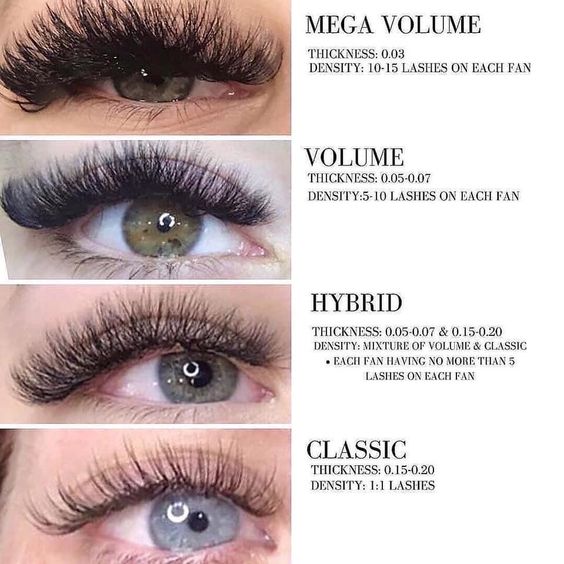 MEGA VOLUME
THICKNESS: 0.03
DENSITY: 10-15 LASHES ON EACH FAN
VOLUME
THICKNESS: 0.05-0.07
DENSITY:5-10 LASHES ON EACH FAN
HYBRID
THICKNESS: 0.05-0.07 & 0.15-0.20
DENSITY: MIXTURE OF VOLUME & CLASSIC
• EACH FAN HAVING NO MORE THAN 5
LASHES ON EACH FAN
CLASSIC
THICKNESS: 0.15-0.20
DENSITY: 1:1 LASHES